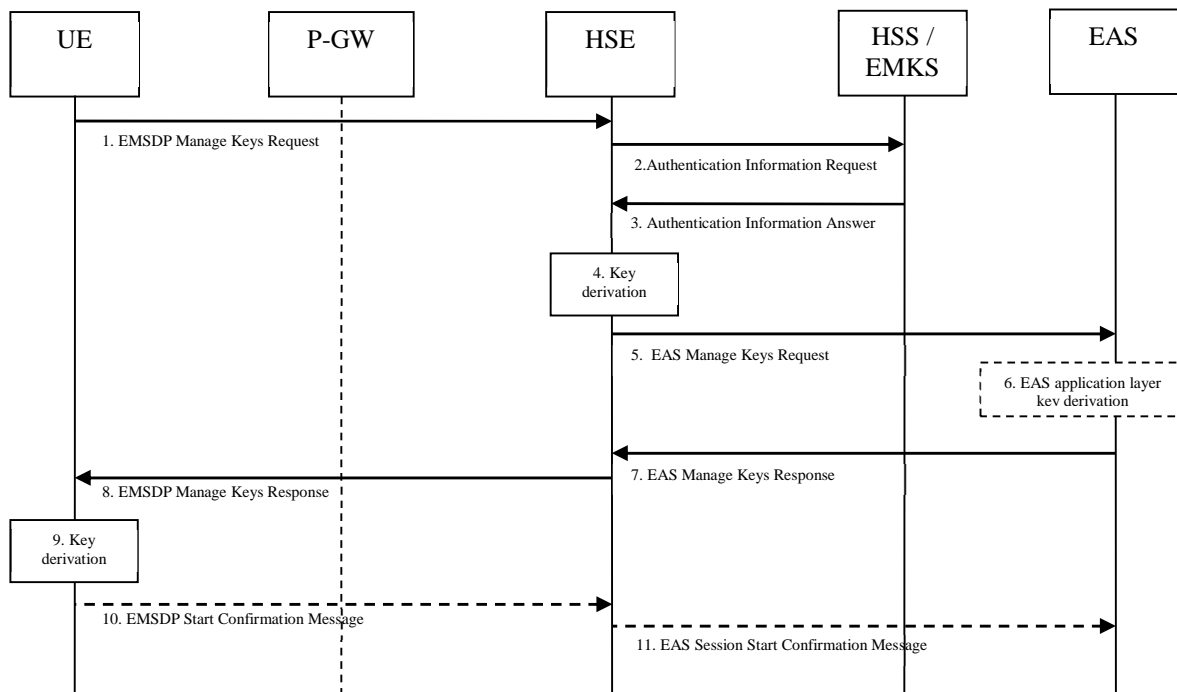 UE
P-GW
HSE
HSS /
EMKS
EAS
1. EMSDP Manage Keys Request
2.Authentication Information Request
3. Authentication Information Answer
4. Key
derivation
5. EAS Manage Keys Request
6. EAS application layer
key derivation
7. EAS Manage Keys Response
8. EMSDP Manage Keys Response
9. Key
derivation
10. EMSDP Start Confirmation Message
11. EAS Session Start Confirmation Message